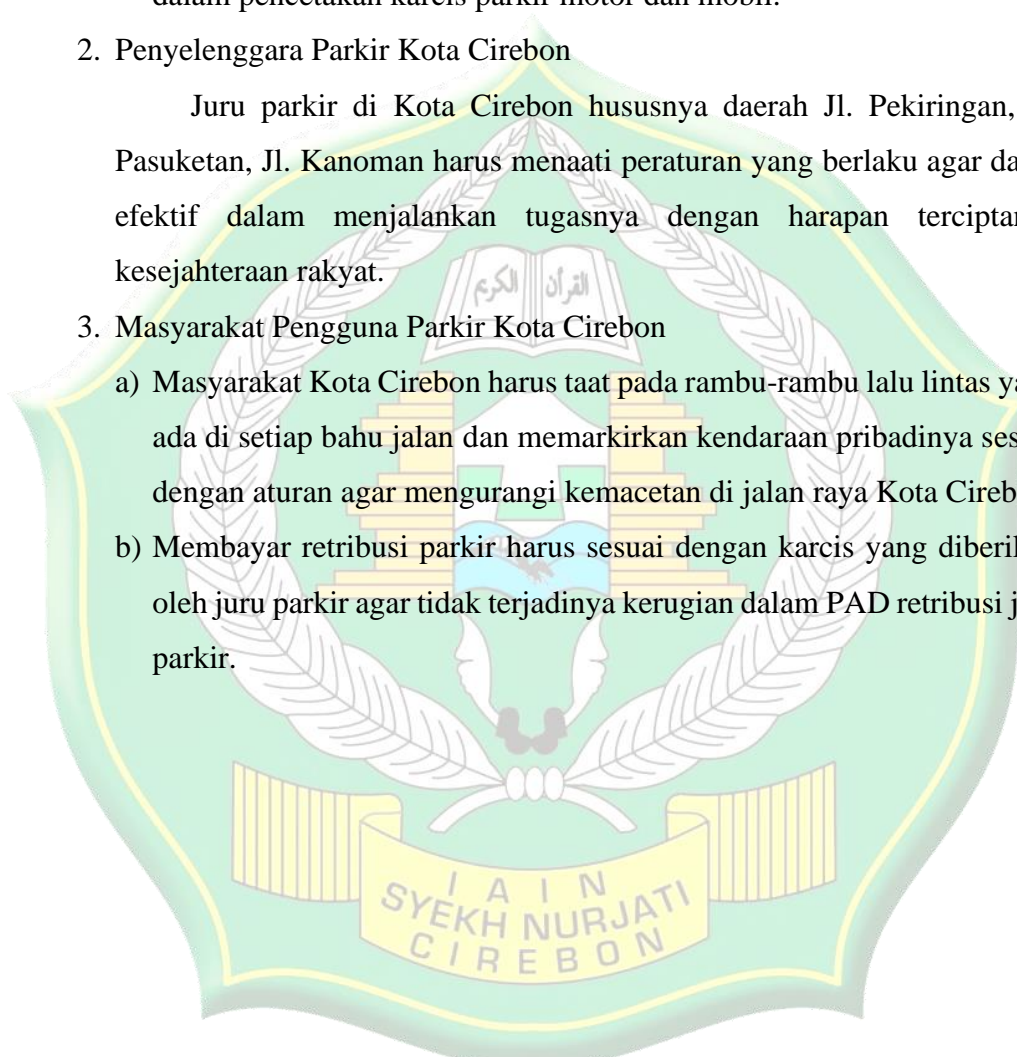 dalam pencetakan karcis parkir motor dan mobil.
2. Penyelenggara Parkir Kota Cirebon
Juru parkir di Kota Cirebon hususnya daerah Jl. Pekiringan,
Pasuketan, Jl. Kanoman harus menaati peraturan yang berlaku agar da
efektif dalam menjalankan tugasnya dengan harapan tercipta
kesejahteraan rakyat.
3. Masyarakat Pengguna Parkir Kota Cirebon
a) Masyarakat Kota Cirebon harus taat pada rambu-rambu lalu lintas ya
ada di setiap bahu jalan dan memarkirkan kendaraan pribadinya ses
dengan aturan agar mengurangi kemacetan di jalan raya Kota Cireb
b) Membayar retribusi parkir harus sesuai dengan karcis yang diberi
oleh juru parkir agar tidak terjadinya kerugian dalam PAD retribusi j
parkir.
القرأن الكريم
IAIN
SYEKH NURJATI
CIREBON